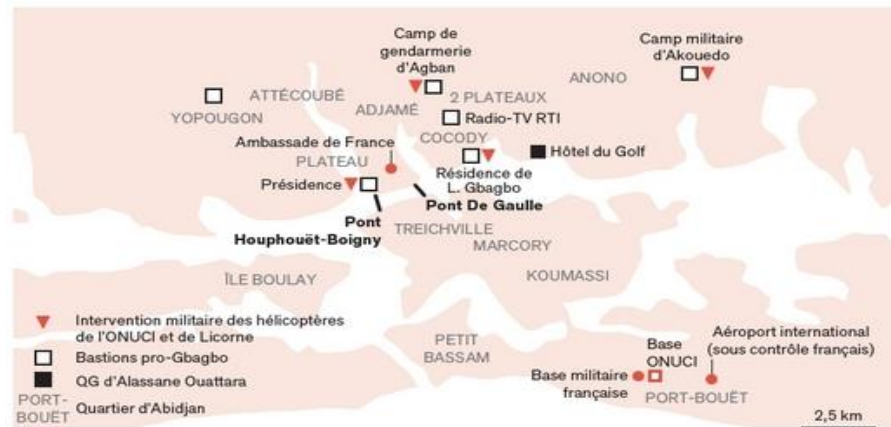 Camp de
gendarmerie
d'Agban
Camp militaire
d'Akouedo
ANONO
ATTÉCOUBÉ
2 PLATEAUX
YOPOUGON
ADJAMÉ
Radio-TV RTI
Ambassade de France
COCODY
PLATEAU
Hôtel du Golf
Présidence
Résidence de
L. Gbagbo
Pont De Gaulle
Pont
Houphouët-Boigny
TREICHVILLE
MARCORY
ÎLE BOULAY
KOUMASSI
Intervention militaire des hélicoptères
de l'ONUCI et de Licorne
Bastions pro-Gbagbo
QG d'Alassane Ouattara
PORT-
BOUËT
Quartier d'Abidjan
PETIT
BASSAM
Base
ONUCI
Aéroport international
(sous contrôle français)
Base militaire
française
PORT-BOUËT
2,5 km